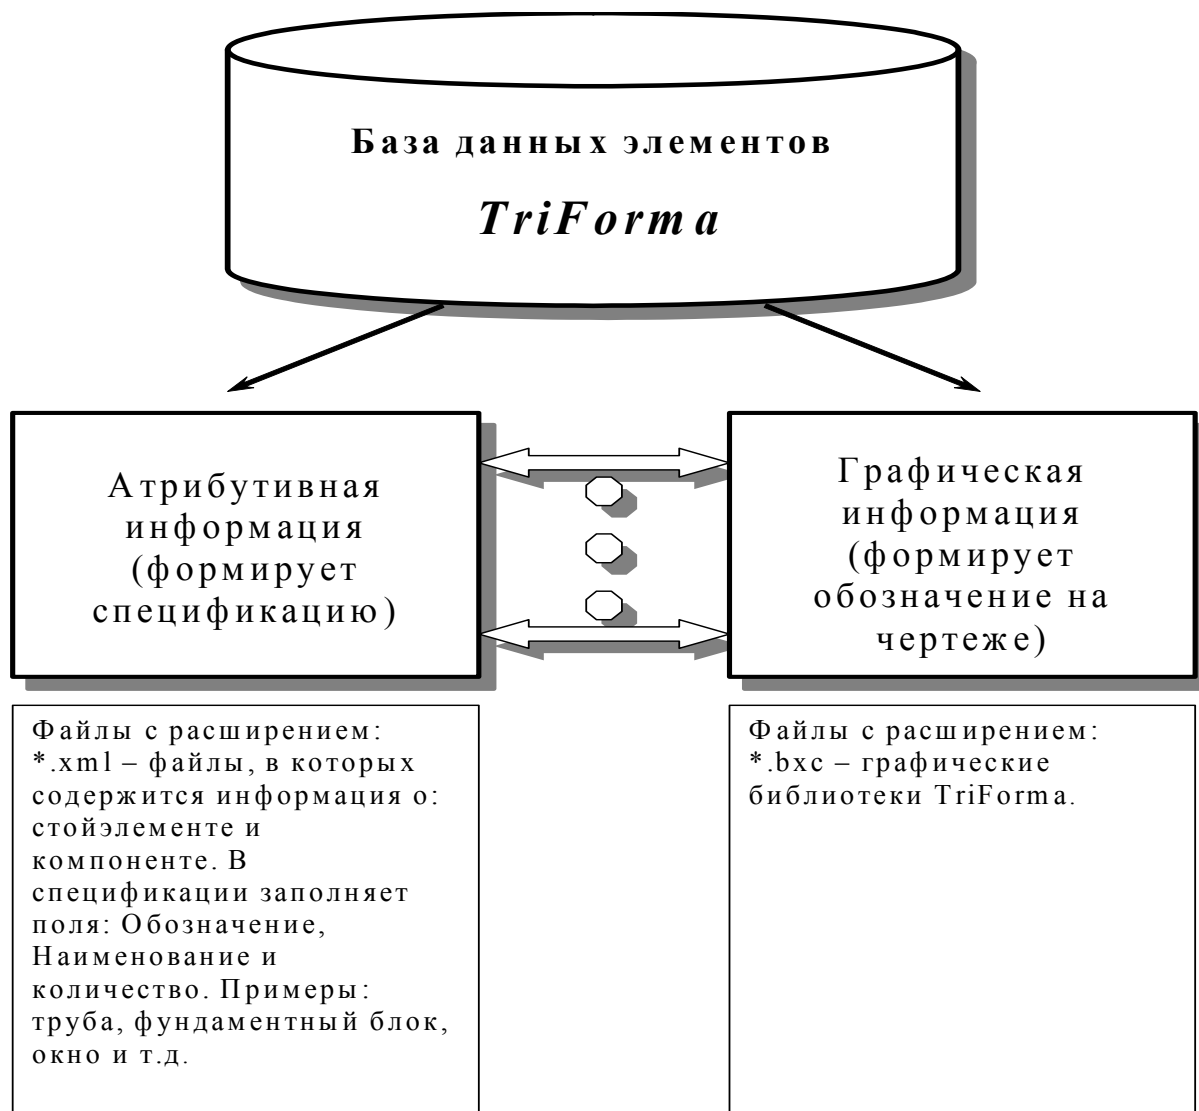 База данных элементов
TriForma
Атрибутивная
информация
(формирует
спецификацию)
Графическая
информация
(формирует
обозначение на
чертеже)
Файлы с расширением:
*.xml – файлы, в которых
содержится информация о:
стойэлементе и
компоненте. В
спецификации заполняет
поля: Обозначение,
Наименование и
количество. Примеры:
труба, фундаментный блок,
окно и т.д.
Файлы с расширением:
*.bxc – графические
библиотеки TriForma.